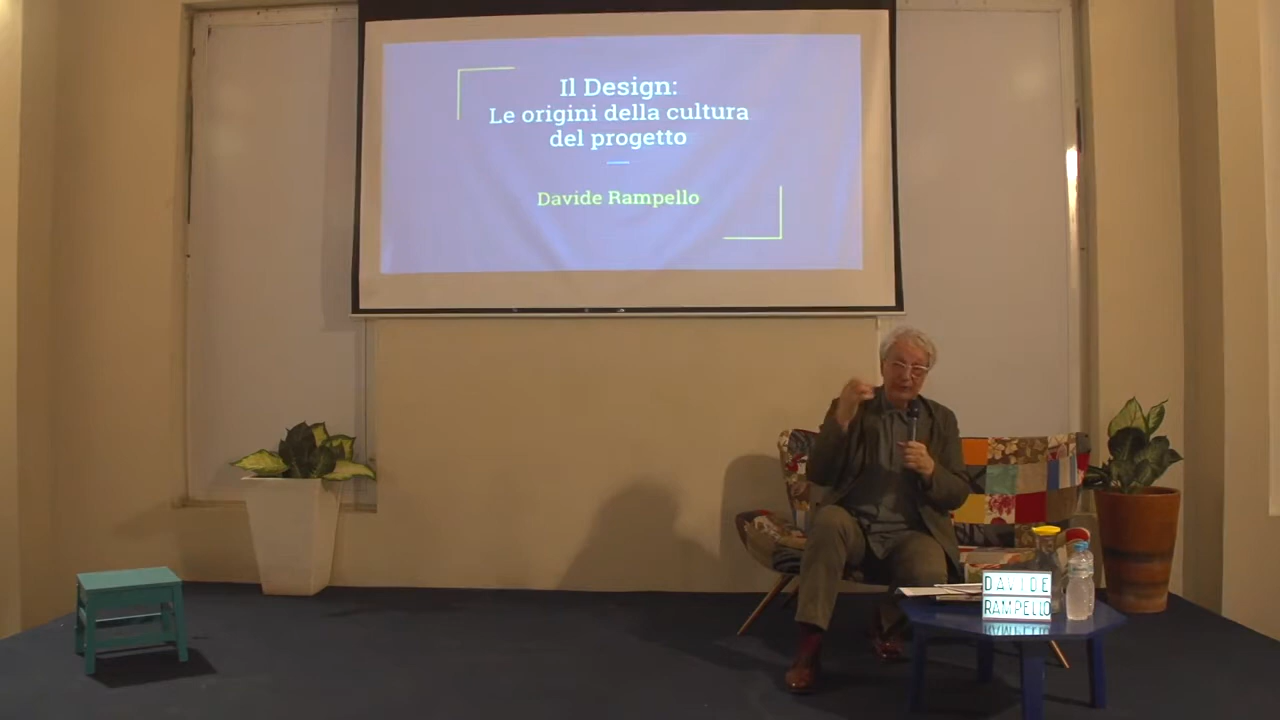 Il Design:
Le origini della cultura
del progetto
Davide Rampello
DAVIDE
RAMPELLO